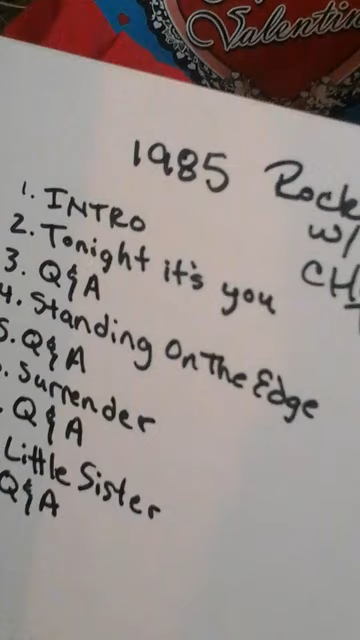 Valentin
1985 Rock
w/
CH
1. INTRO
2. Tonight it's you
3. Q&A
4. Standing On The Edge
5. Q&A
. Surrender
. Q&A
Little Sister
Q&A